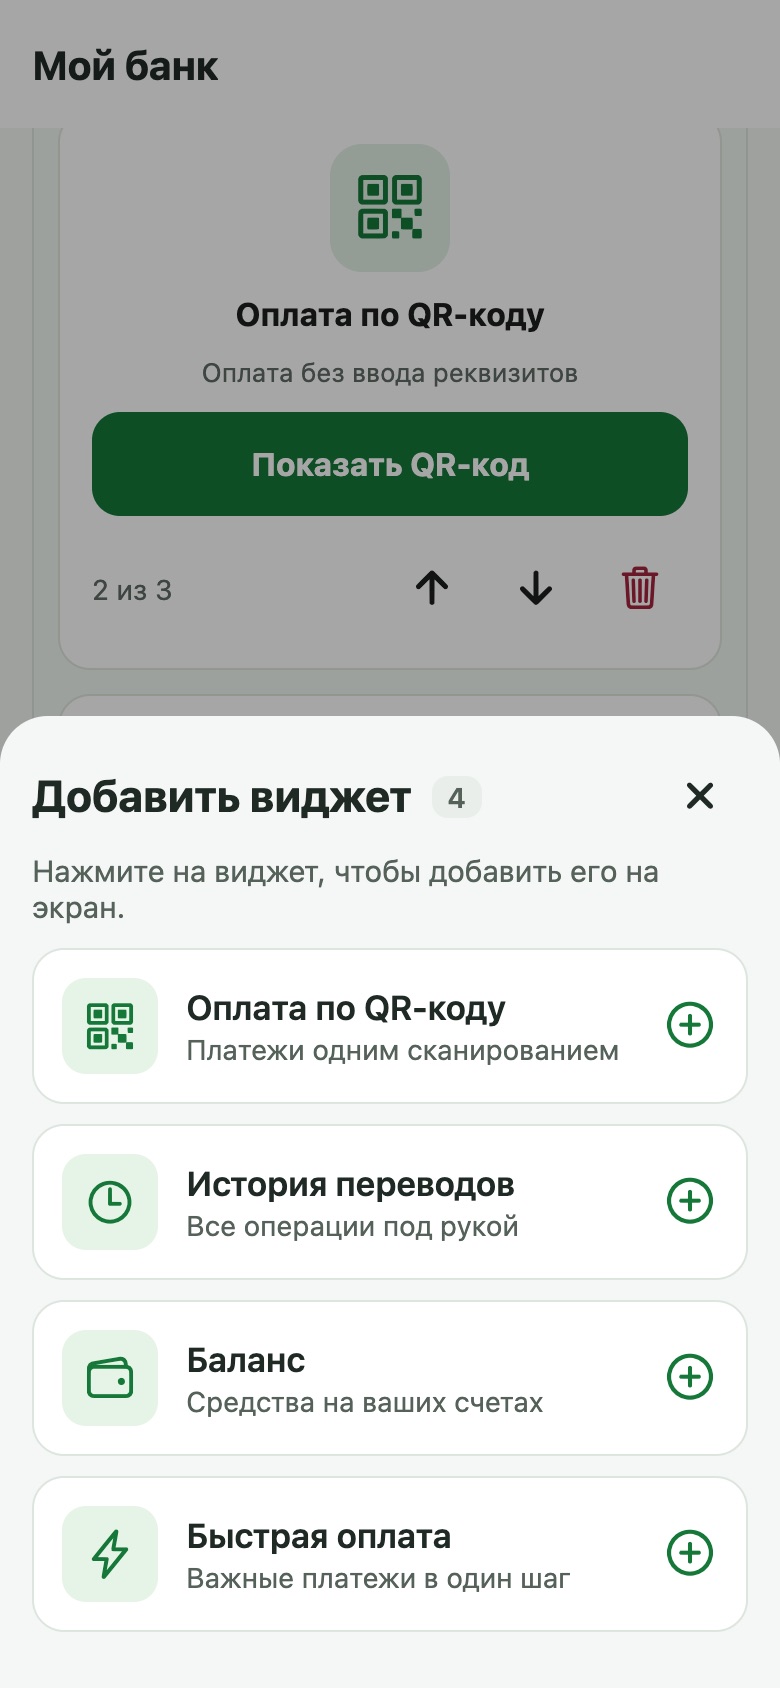 Мой банк
Оплата по QR-коду
Оплата без ввода реквизитов
Показать QR-код
2 из 3
Добавить виджет 4
Нажмите на виджет, чтобы добавить его на
экран.
Оплата по QR-коду
Платежи одним сканированием
История переводов
Все операции под рукой
Баланс
Средства на ваших счетах
Быстрая оплата
Важные платежи в один шаг